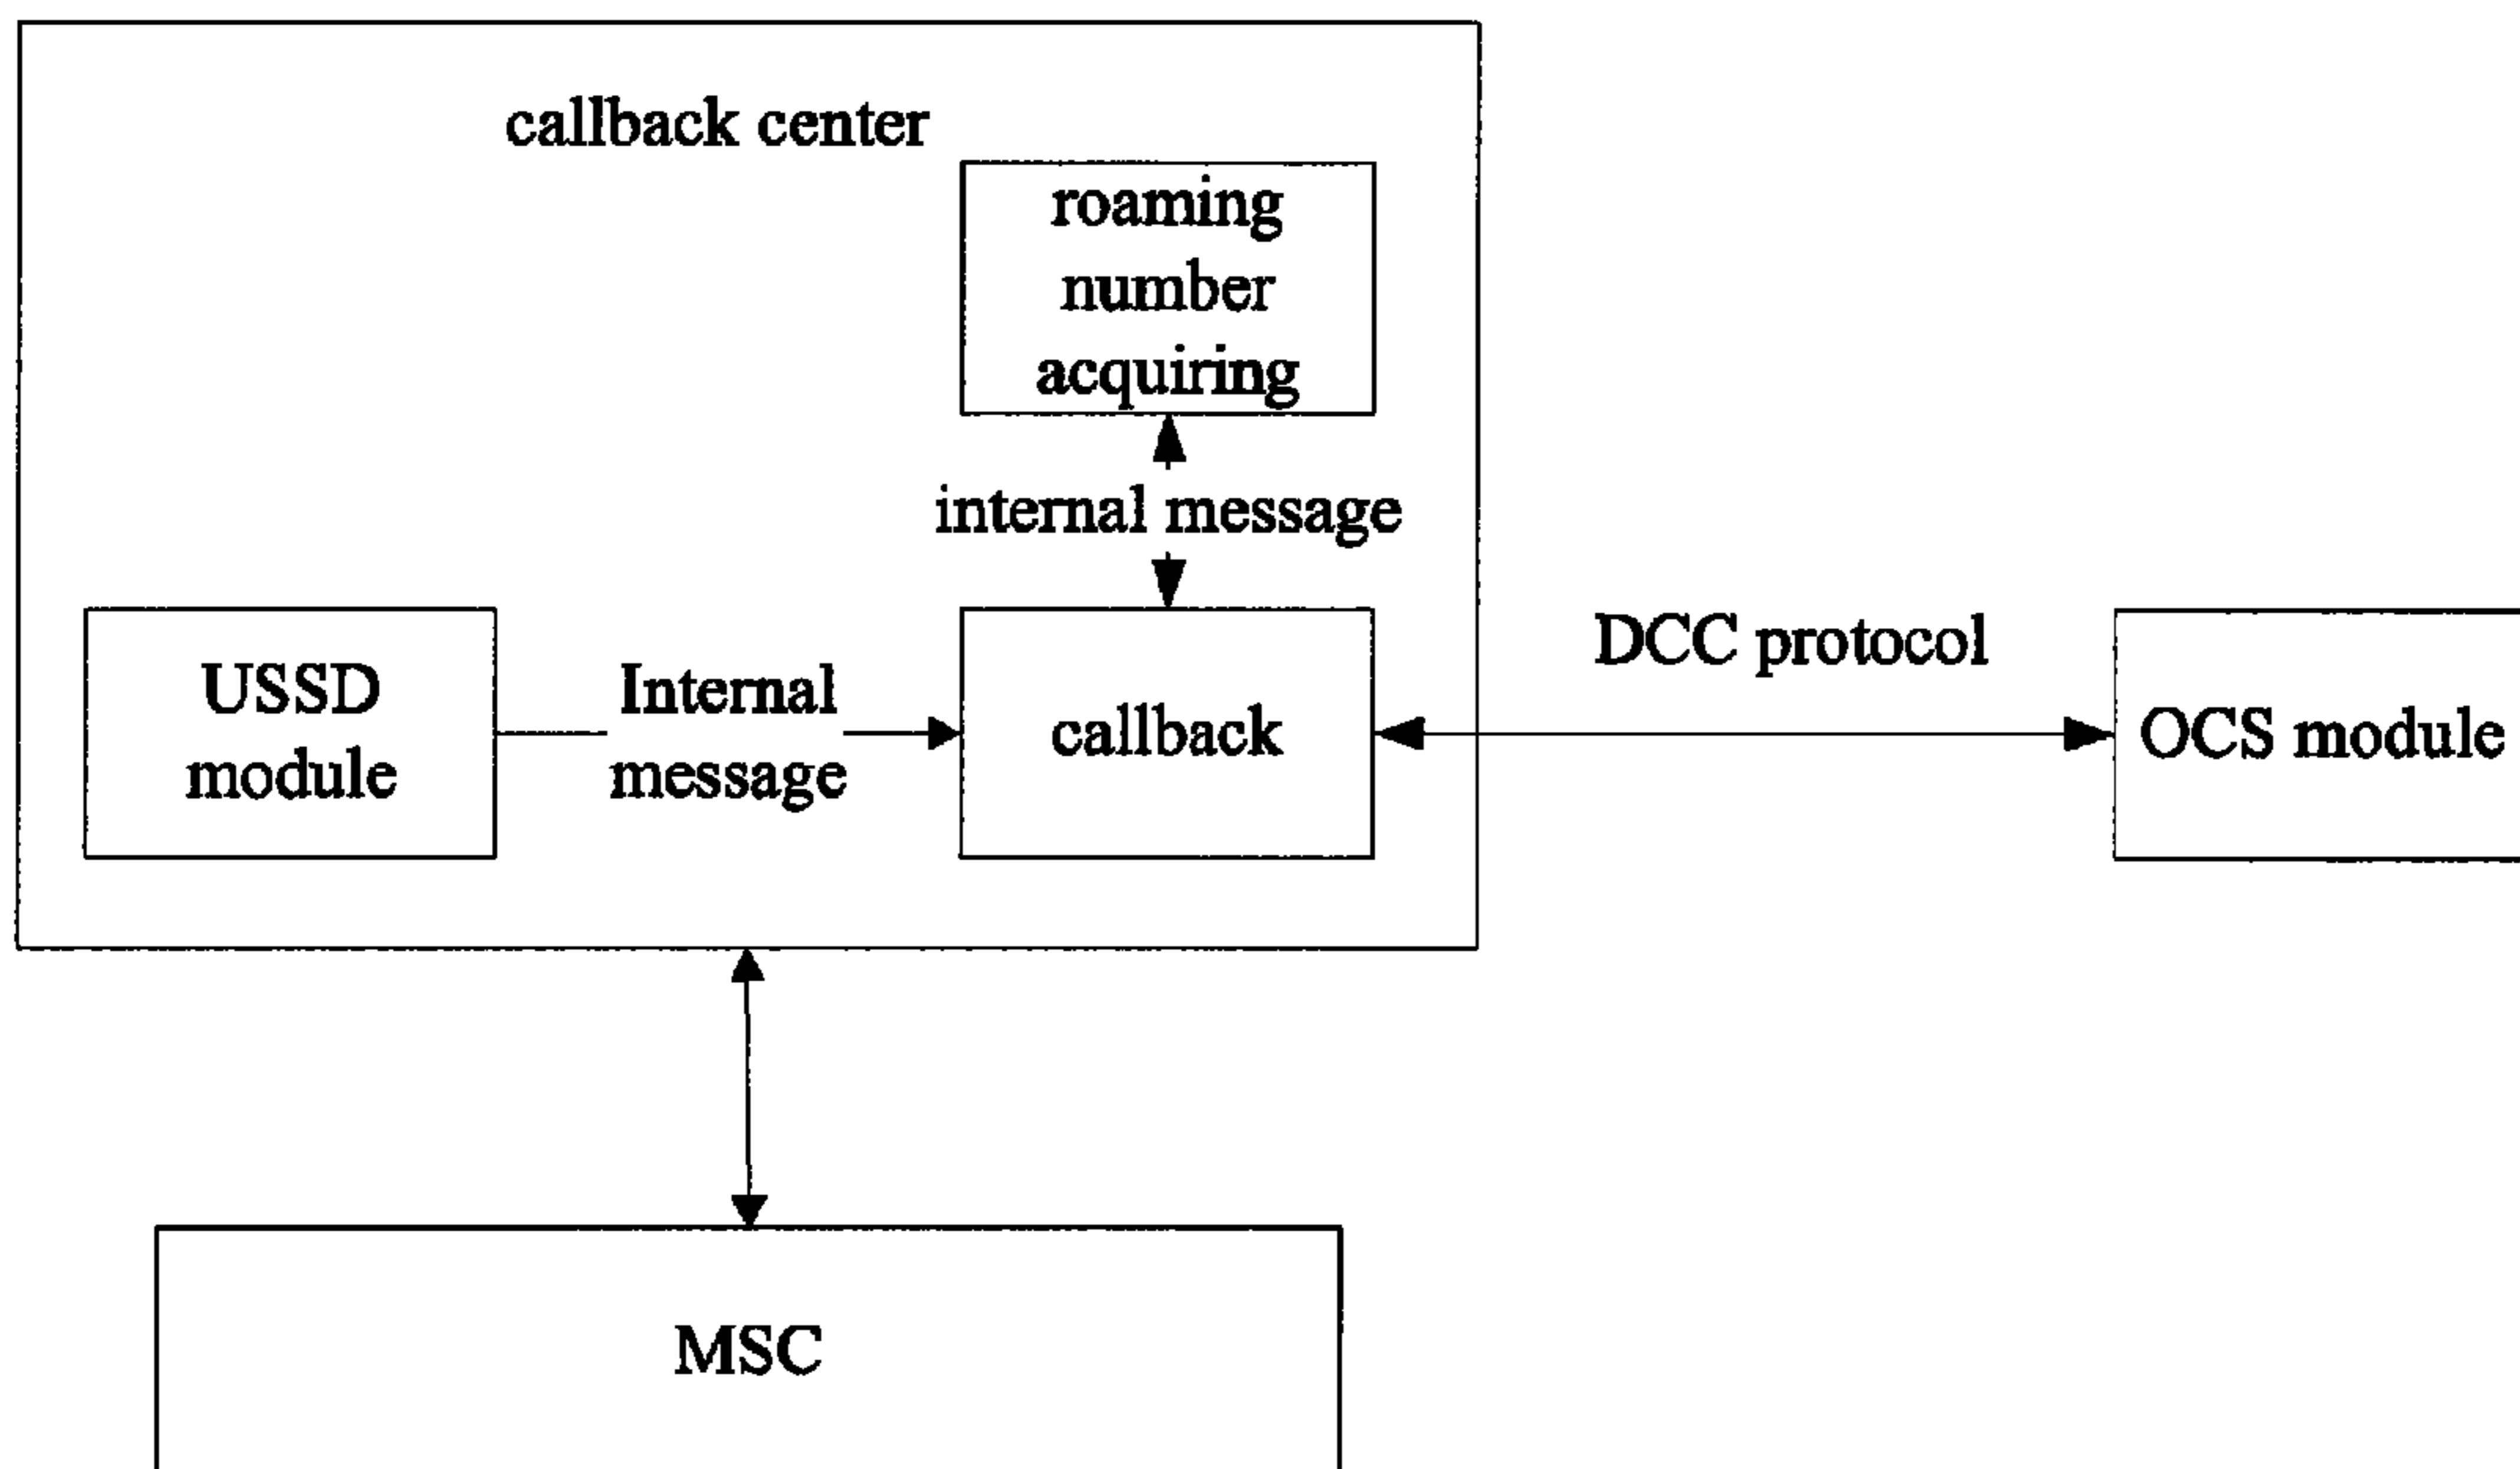 callback center
roaming
number
acquiring
internal message
USSD
module
Internal
message
callback
DCC protocol
OCS module
MSC